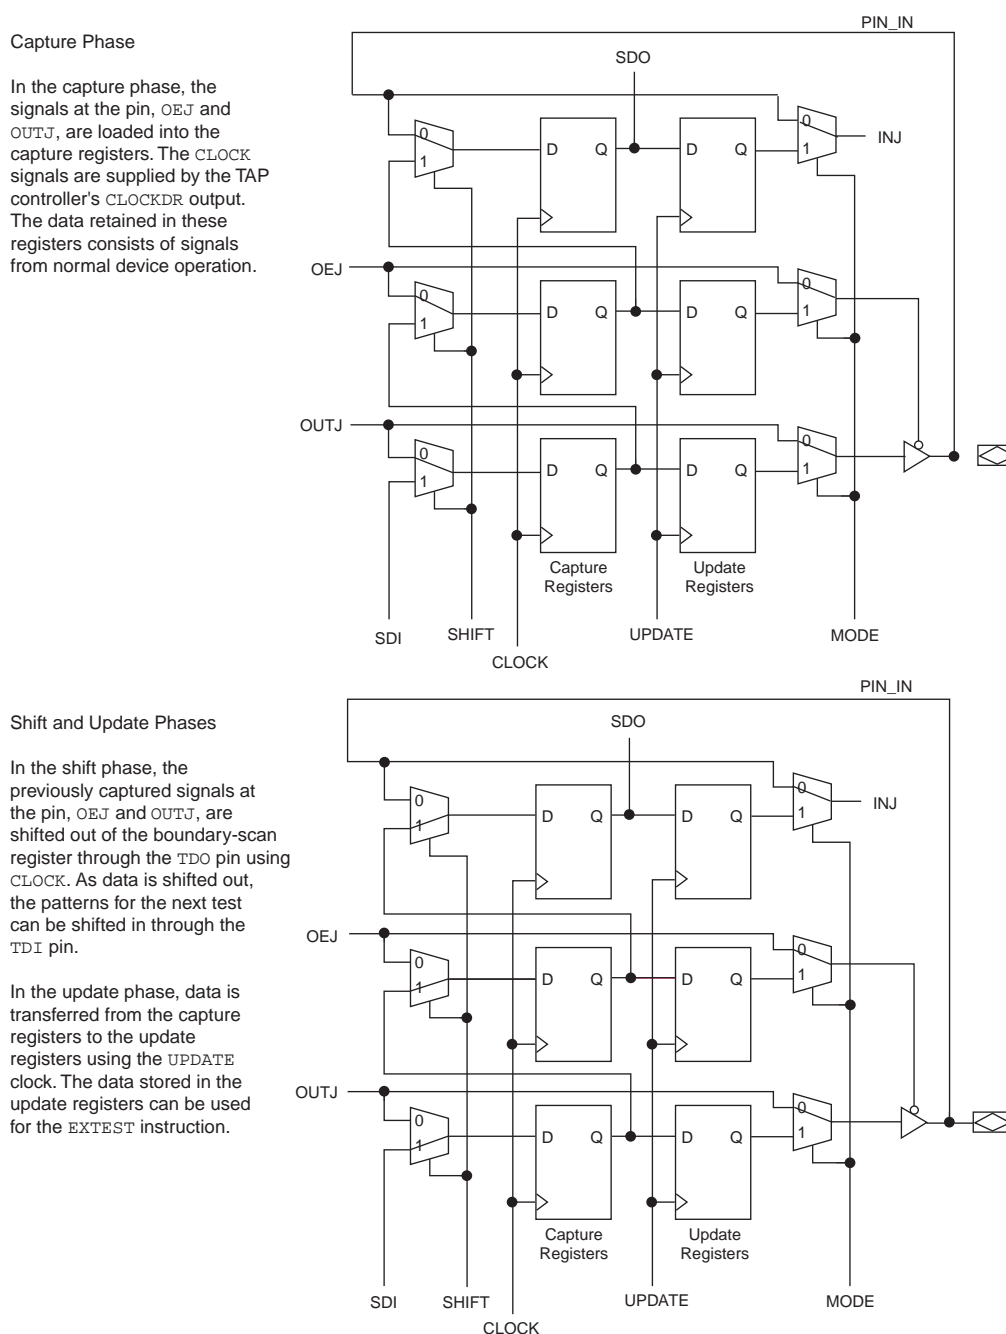 Capture Phase
In the capture phase, the
signals at the pin, OEJ and
OUTJ, are loaded into the
capture registers. The CLOCK
signals are supplied by the TAP
controller's CLOCKDR output.
The data retained in these
registers consists of signals
from normal device operation.
PIN_IN
SDO
0
1
D Q
D Q
0
1
INJ
OEJ
0
1
D Q
D Q
0
1
OUTJ
0
1
D Q
D Q
0
1
Capture
Registers
Update
Registers
SDI
SHIFT
CLOCK
UPDATE
MODE
Shift and Update Phases
In the shift phase, the
previously captured signals at
the pin, OEJ and OUTJ, are
shifted out of the boundary-scan
register through the TDO pin using
CLOCK. As data is shifted out,
the patterns for the next test
can be shifted in through the
TDI pin.
In the update phase, data is
transferred from the capture
registers to the update
registers using the UPDATE
clock. The data stored in the
update registers can be used
for the EXTEST instruction.
PIN_IN
SDO
0
1
D Q
D Q
0
1
INJ
OEJ
0
1
D Q
D Q
0
1
OUTJ
0
1
D Q
D Q
0
1
Capture
Registers
Update
Registers
SDI
SHIFT
CLOCK
UPDATE
MODE